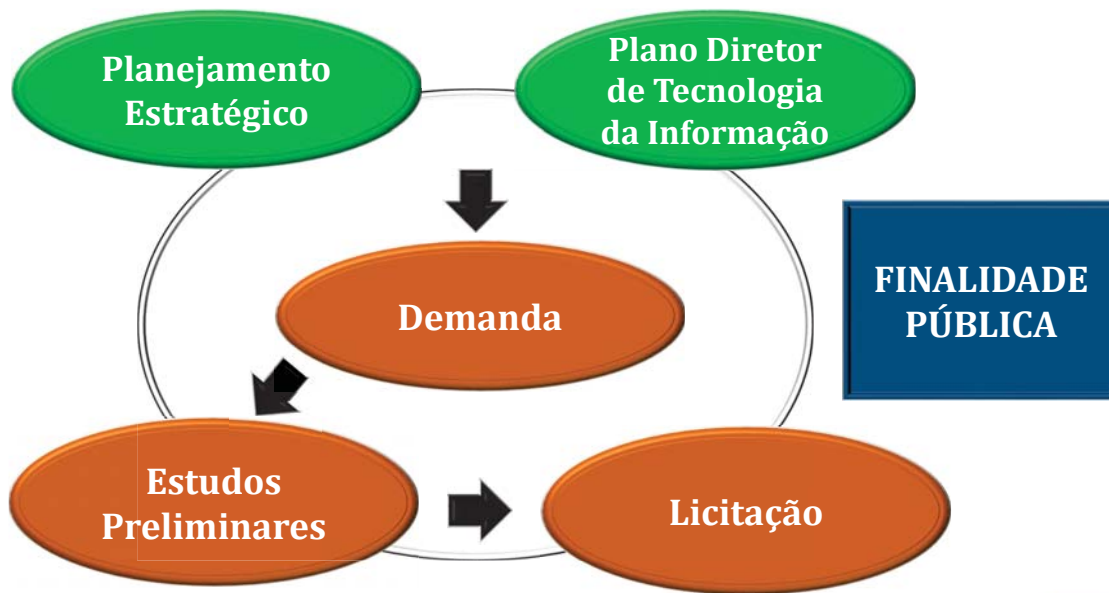 Planejamento
Estratégico
Plano Diretor
de Tecnologia
da Informação
Demanda
FINALIDADE
PÚBLICA
Estudos
Preliminares
Licitação